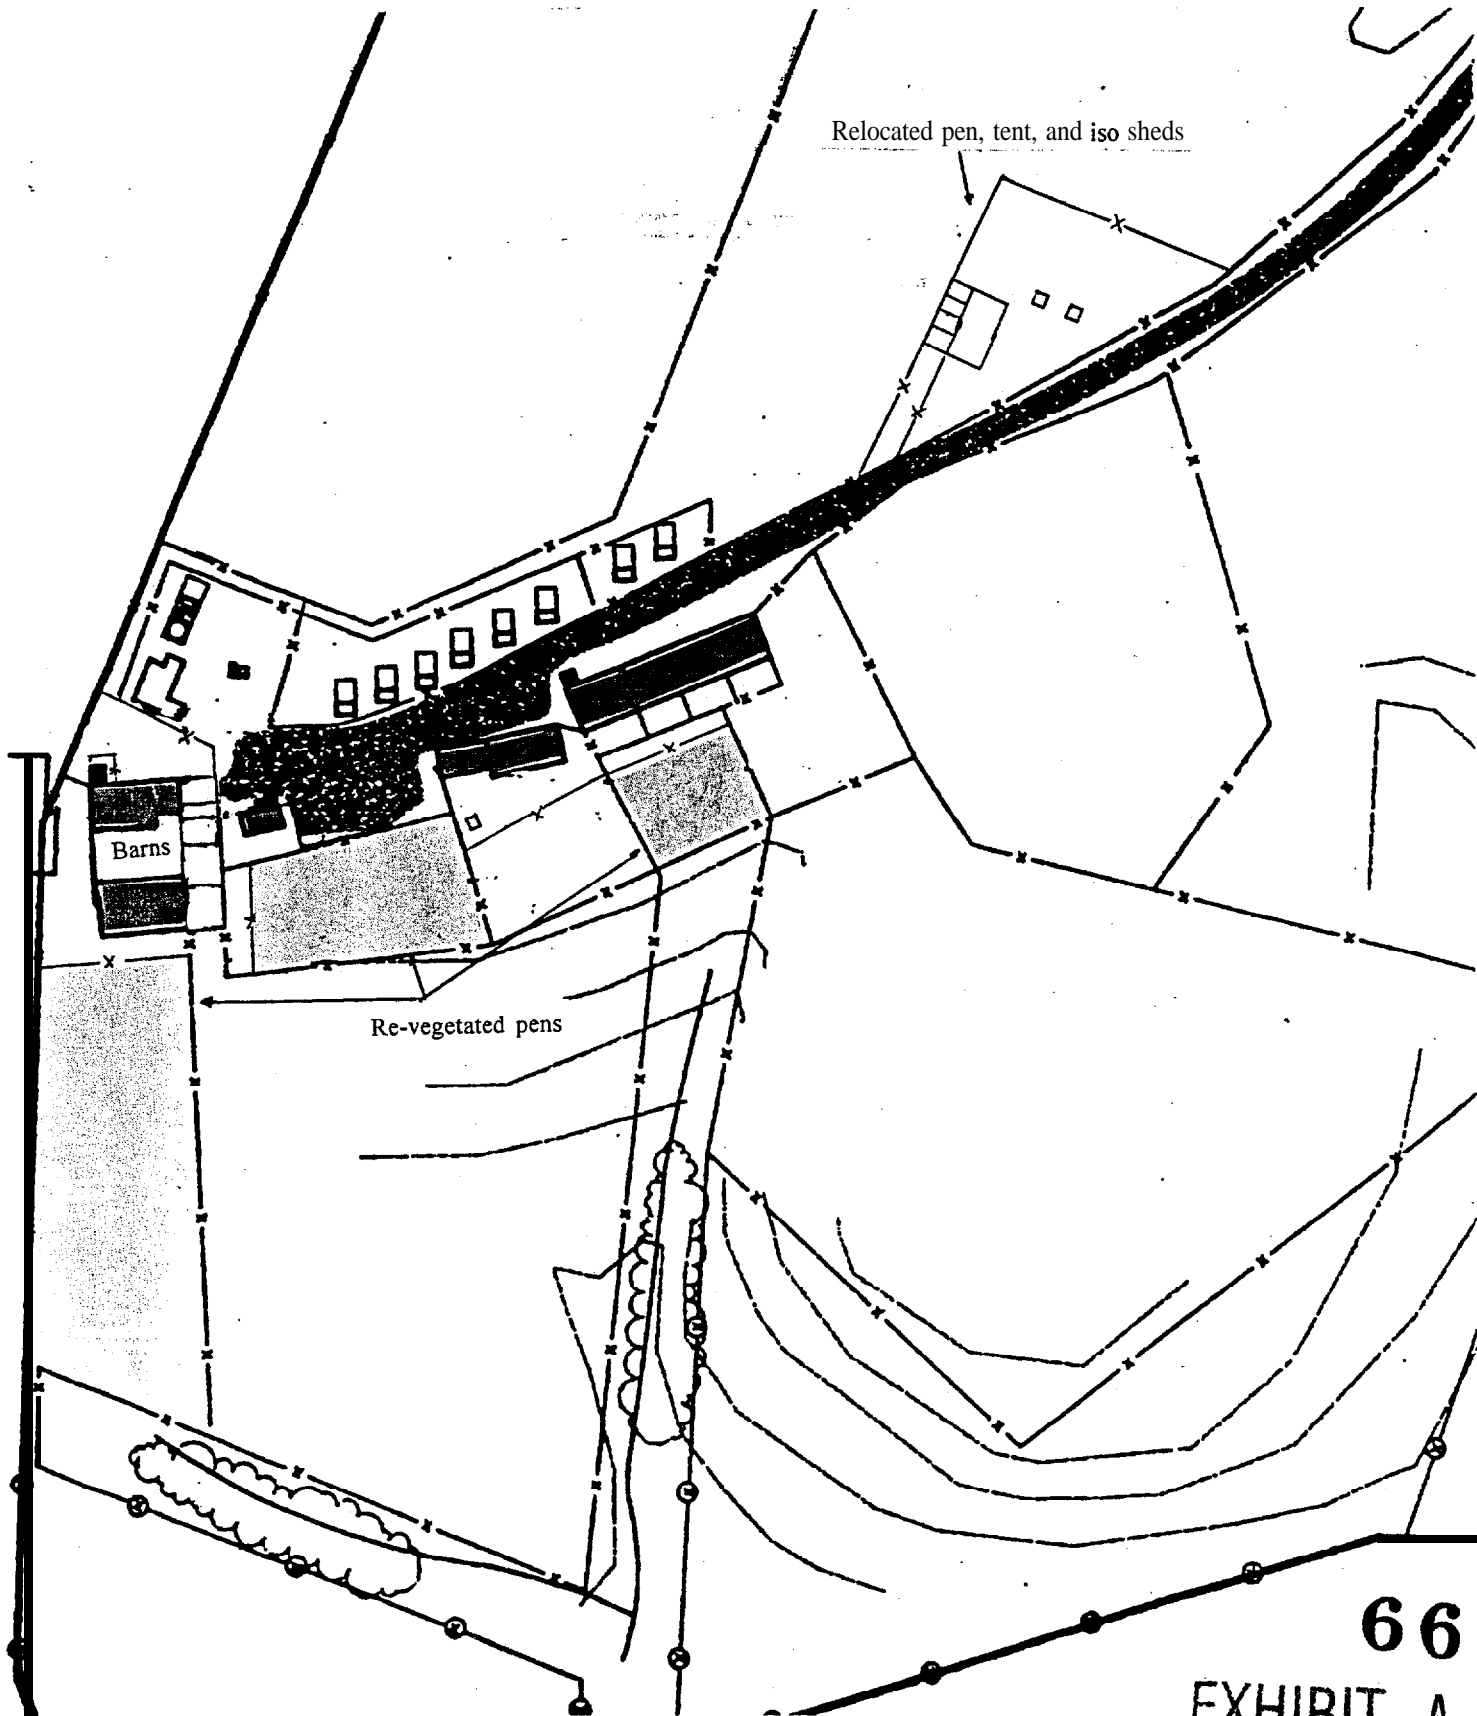 Relocated pen, tent, and iso sheds
Barns
Re-vegetated pens
66
EXHIBIT A